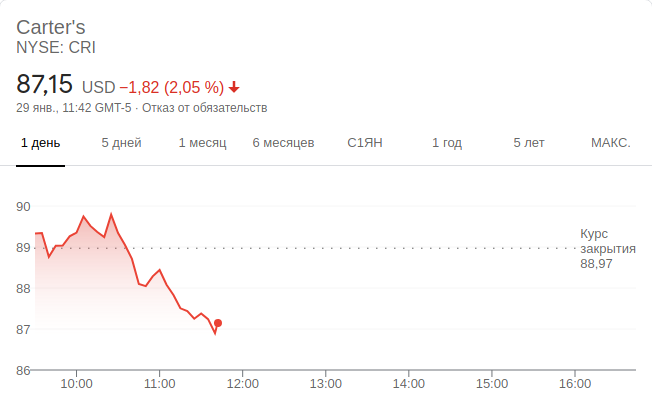 Carter's
NYSE: CRI
87,15 USD −1,82 (2,05 %)
29 янв., 11:42 GMT-5 · Отказ от обязательств
1 день 5 дней 1 месяц 6 месяцев С1ЯН 1 год 5 лет МАКС.
90
Курс
89 закрытия
88,97
88
87
86
10:00 11:00 12:00 13:00 14:00 15:00 16:00